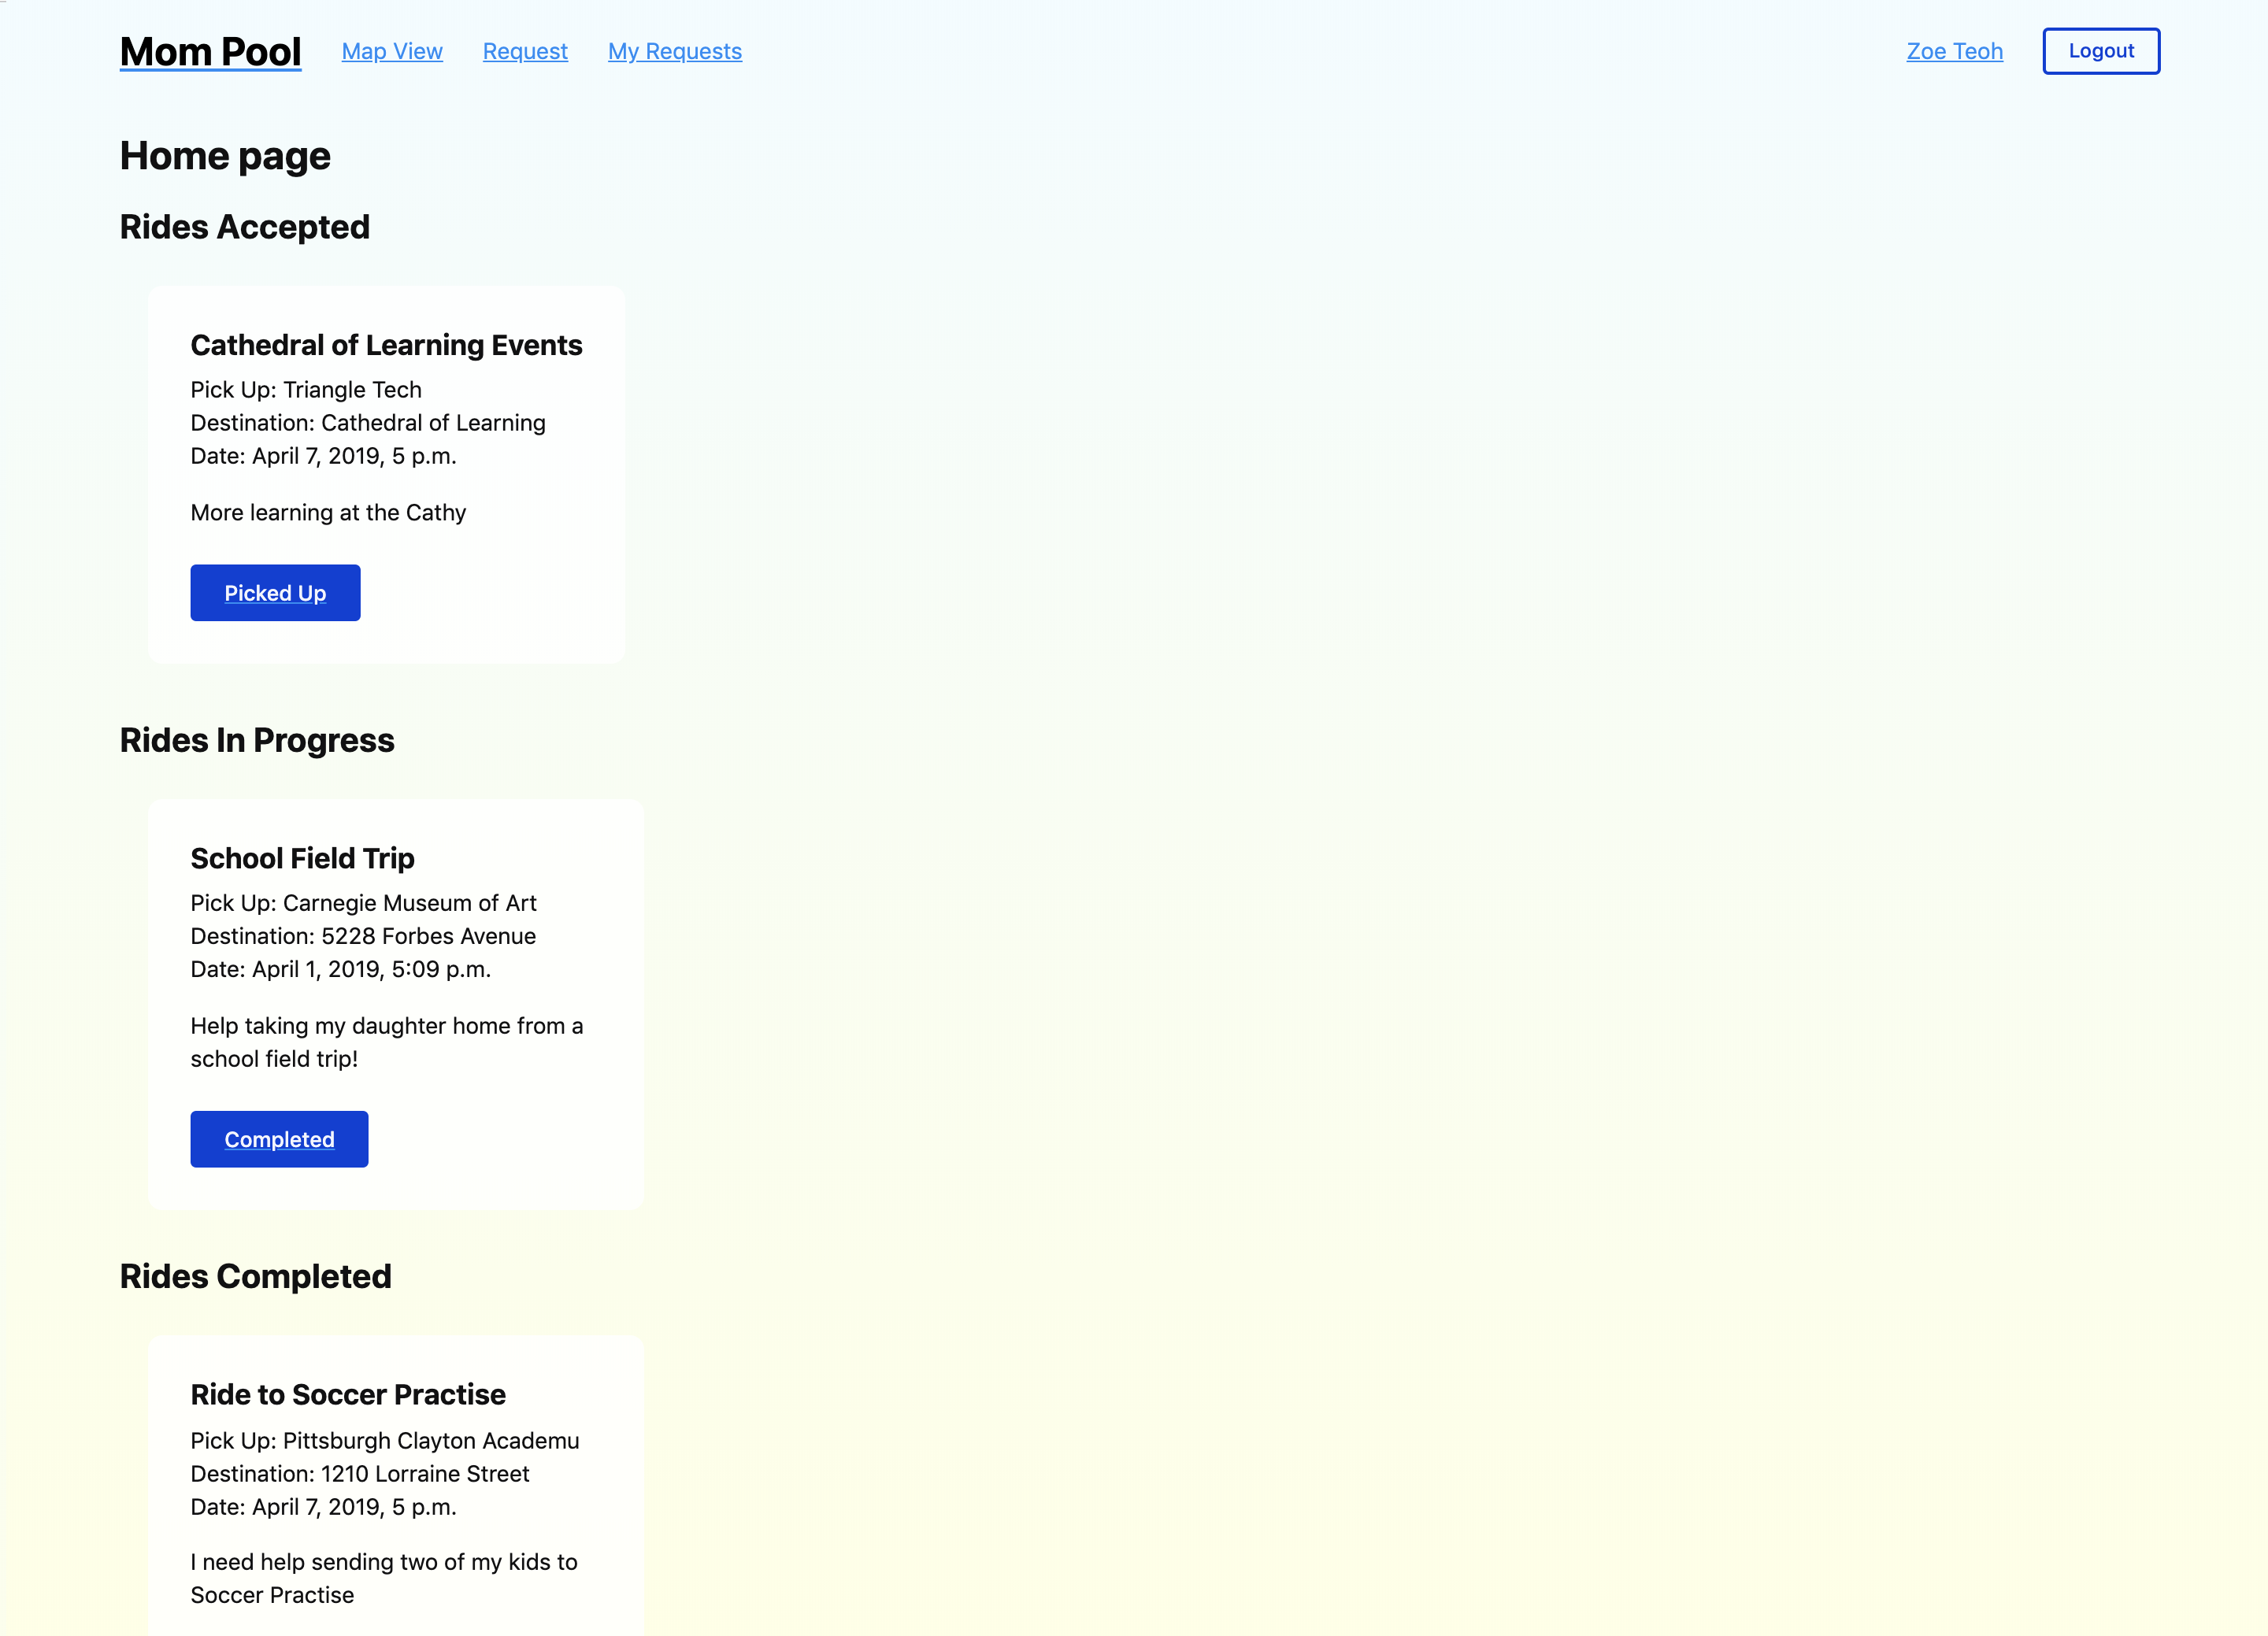 Mom Pool Map View Request My Requests Zoe Teoh Logout
Home page
Rides Accepted
Cathedral of Learning Events
Pick Up: Triangle Tech
Destination: Cathedral of Learning
Date: April 7, 2019, 5 p.m.
More learning at the Cathy
Picked Up
Rides In Progress
School Field Trip
Pick Up: Carnegie Museum of Art
Destination: 5228 Forbes Avenue
Date: April 1, 2019, 5:09 p.m.
Help taking my daughter home from a
school field trip!
Completed
Rides Completed
Ride to Soccer Practise
Pick Up: Pittsburgh Clayton Academu
Destination: 1210 Lorraine Street
Date: April 7, 2019, 5 p.m.
I need help sending two of my kids to
Soccer Practise